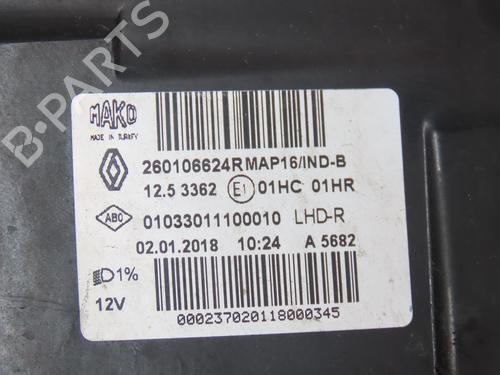 B-PARTS
MAKO
MADE IN TURKEY
260106624R MAP16/IND-B
12.5 3362 E1 01HC 01HR
ABO 01033011100010 LHD-R
02.01.2018 10:24 A 5682
1%
12V
000237020118000345